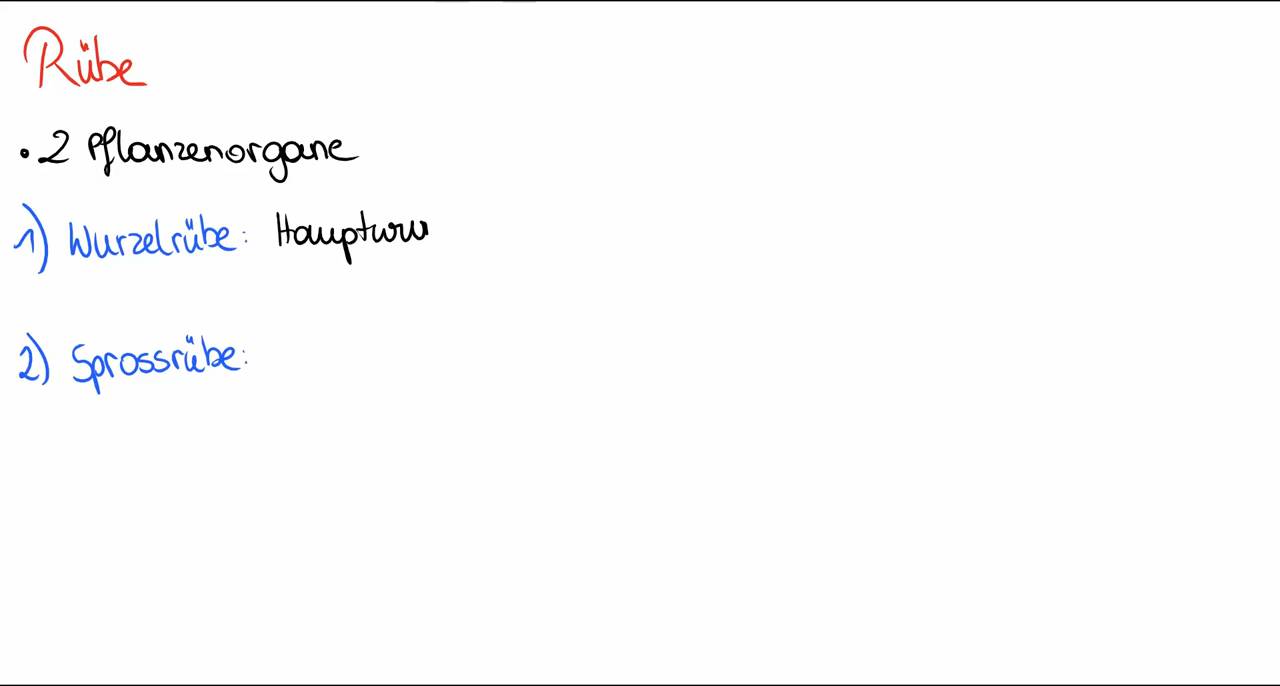 Rübe
• 2 Pflanzenorgane
1) Wurzelrübe: Hauptwu
2) Sprossrübe: